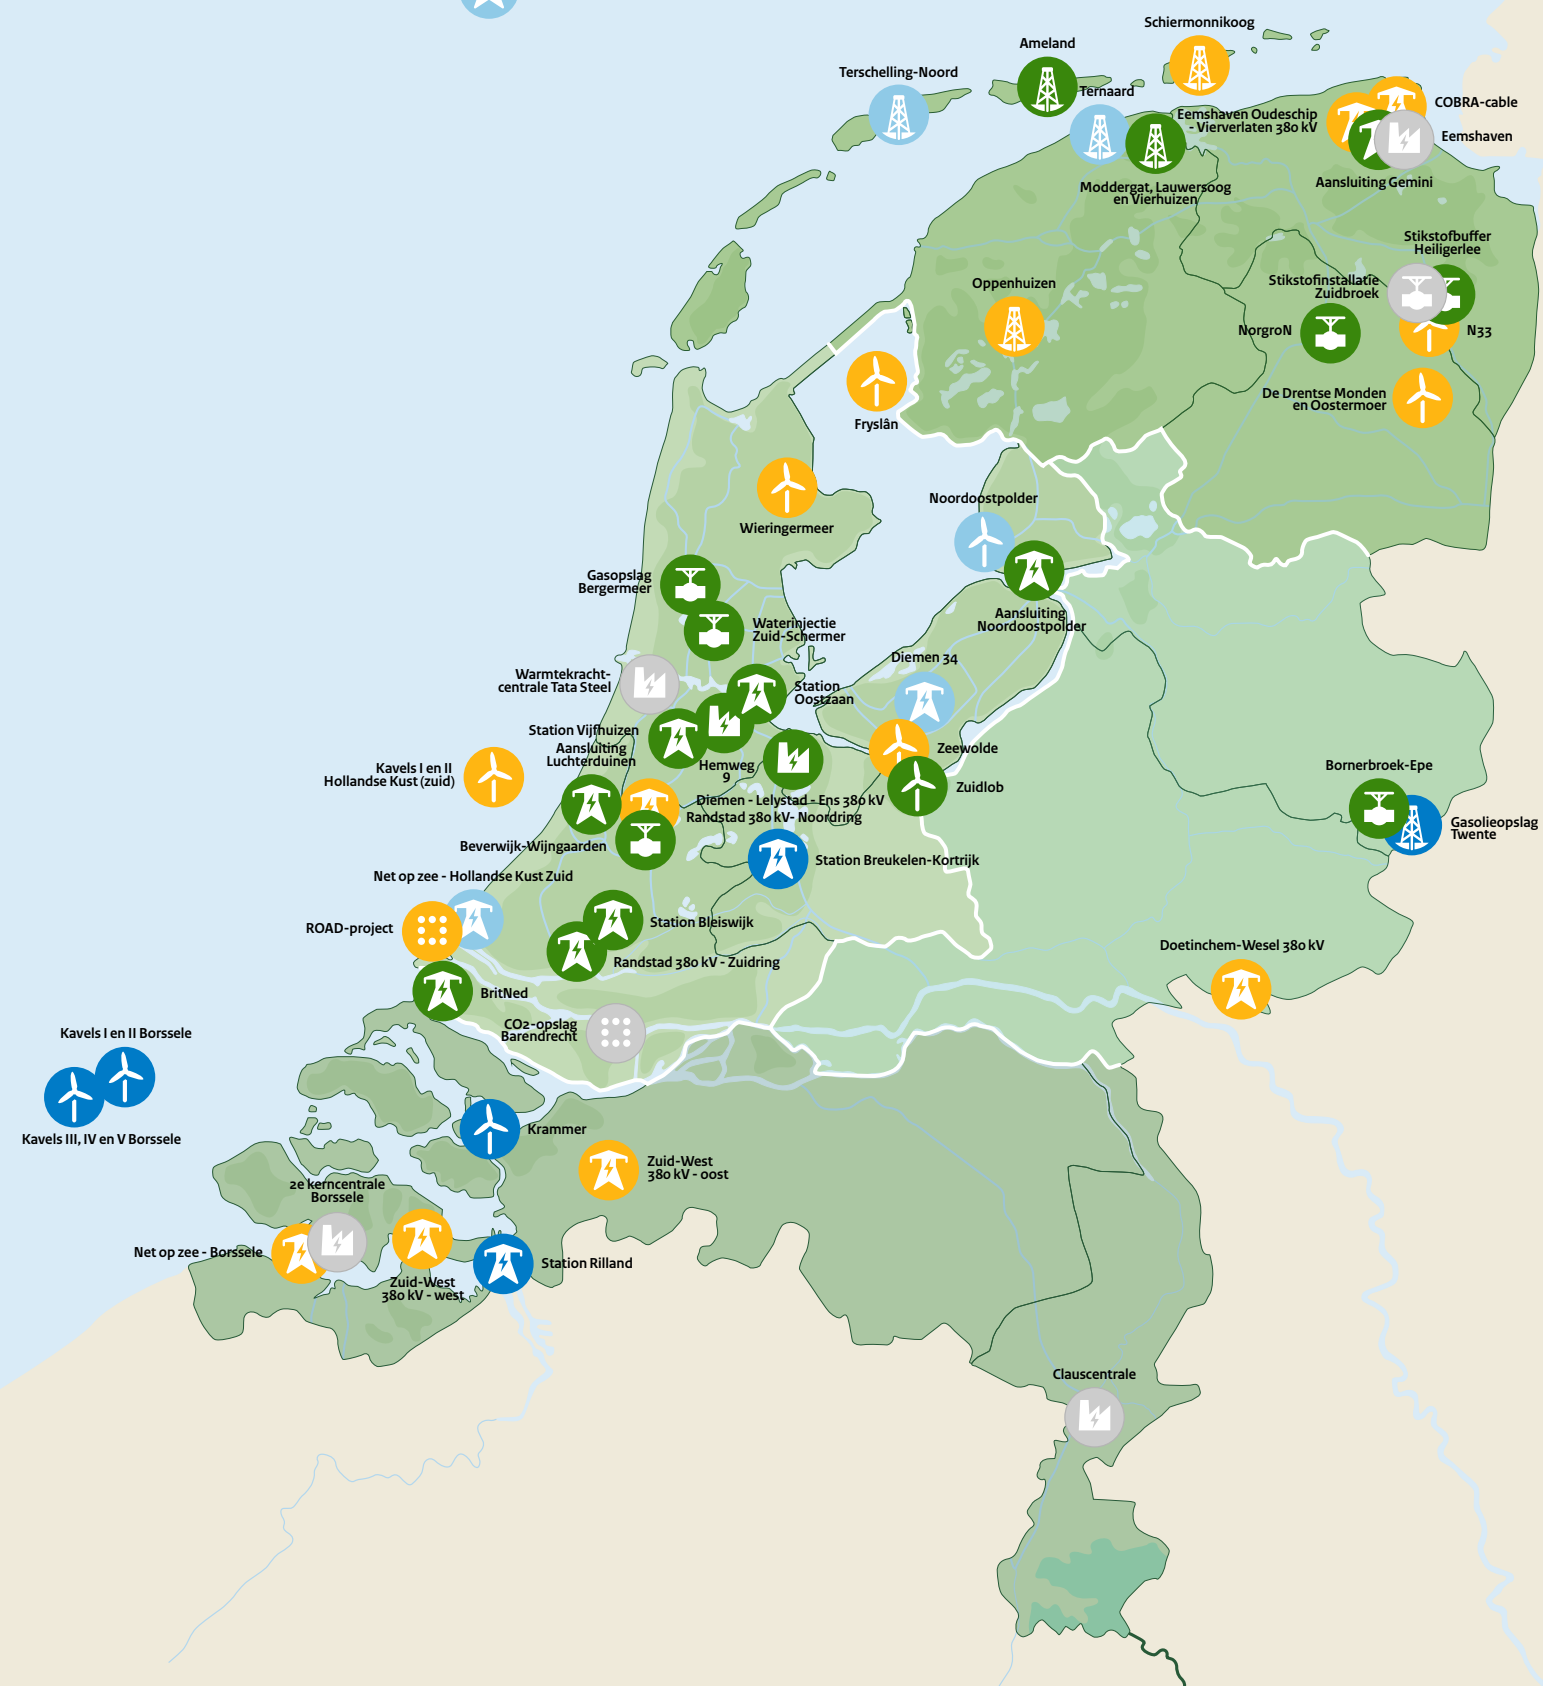 Schiermonnikoog
Ameland
Terschelling-Noord
Ternaard
COBRA-cable
Eemshaven Oudeschip
- Vierverlaten 380 kV
Eemshaven
Aansluiting Gemini
Moddergat, Lauwersoog
en Vierhuizen
Stikstofbuffer
Heiligerlee
Stikstofinstallatie
Zuidbroek
Oppenhuizen
NorgroN
N33
De Drentse Monden
en Oostermoer
Fryslân
Noordoostpolder
Wieringermeer
Gasopslag
Bergermeer
Aansluiting
Noordoostpolder
Waterinjectie
Zuid-Schermer
Diemen 34
Warmtekracht-
centrale Tata Steel
Station
Oostzaan
Station Vijfhuizen
Aansluiting
Luchterduinen
Zeewolde
Hemweg
9
Kavels I en II
Hollandse Kust (zuid)
Bornerbroek-Epe
Zuidlob
Diemen - Lelystad - Ens 380 kV
Randstad 380 kV- Noordring
Gasolieopslag
Twente
Beverwijk-Wijngaarden
Station Breukelen-Kortrijk
Net op zee - Hollandse Kust Zuid
Station Bleiswijk
ROAD-project
Doetinchem-Wesel 380 kV
Randstad 380 kV - Zuidring
BritNed
CO2-opslag
Barendrecht
Kavels I en II Borssele
Kavels III, IV en V Borssele
Krammer
Zuid-West
380 kV - oost
2e kerncentrale
Borssele
Net op zee - Borssele
Station Rilland
Zuid-West
380 kV - west
Clauscentrale